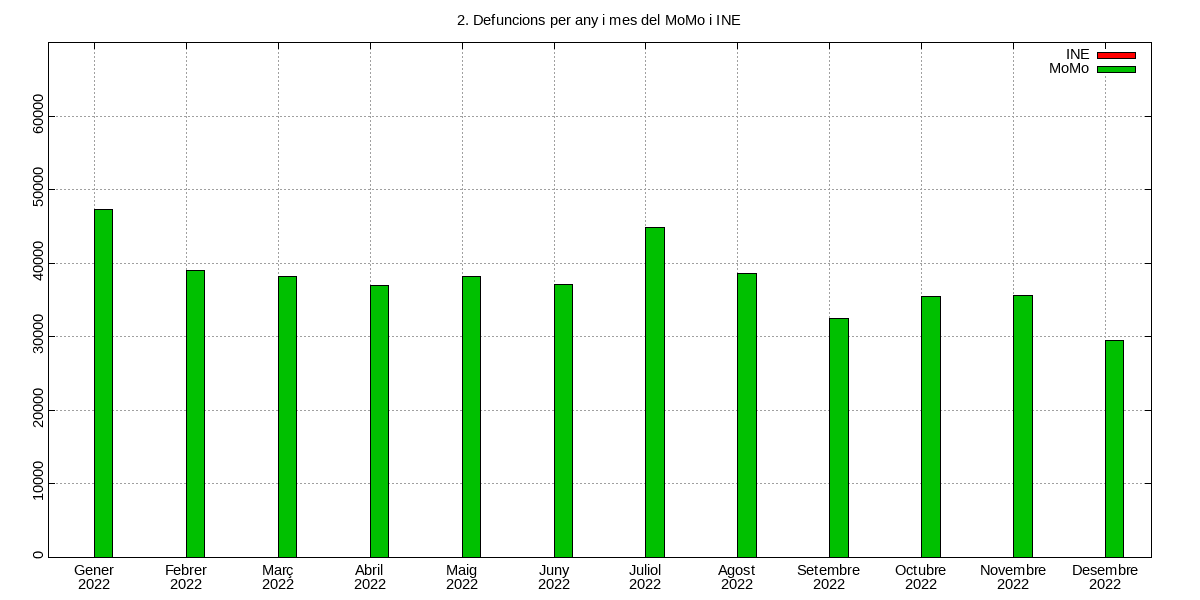 2. Defuncions per any i mes del MoMo i INE
INE
MoMo
60000
50000
40000
30000
20000
10000
0
Gener Febrer Març Abril Maig Juny Juliol Agost Setembre Octubre Novembre Desembre
2022 2022 2022 2022 2022 2022 2022 2022 2022 2022 2022 2022